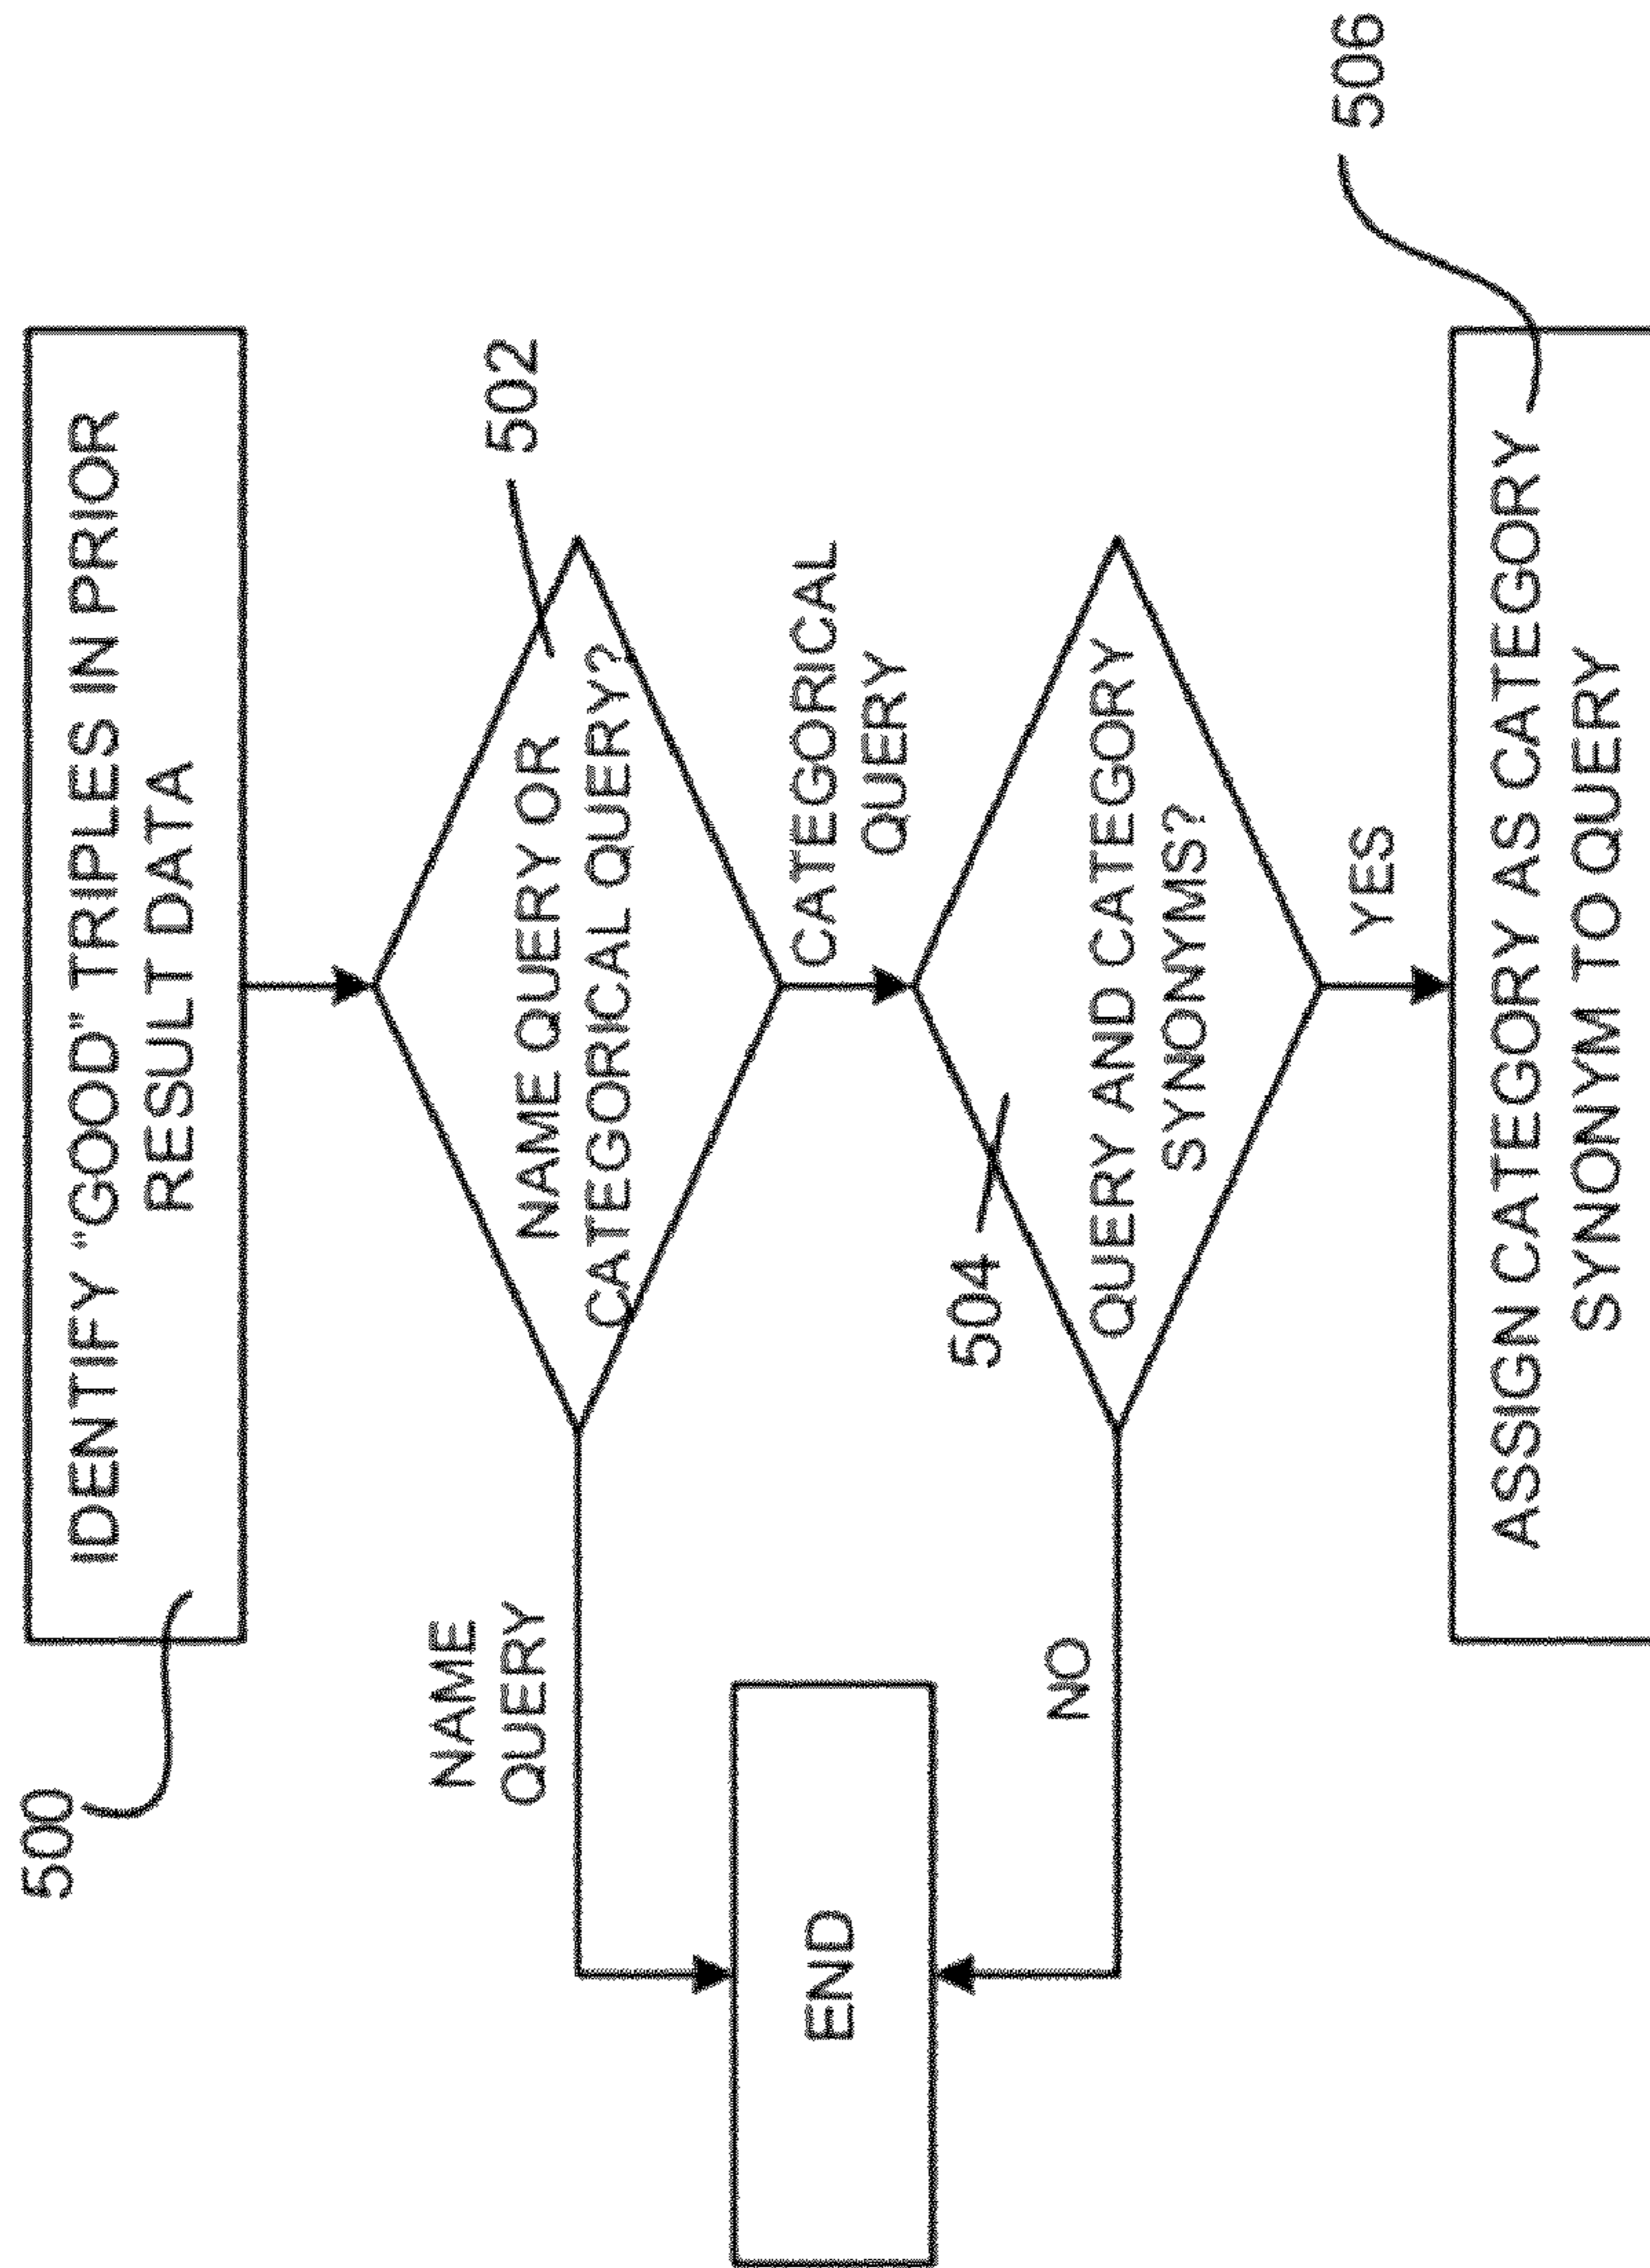 500
IDENTIFY “GOOD” TRIPLES IN PRIOR
RESULT DATA
502
NAME QUERY OR
CATEGORICAL QUERY?
NAME
QUERY
CATEGORICAL
QUERY
END
504
QUERY AND CATEGORY
SYNONYMS?
NO
YES
506
ASSIGN CATEGORY AS CATEGORY
SYNONYM TO QUERY